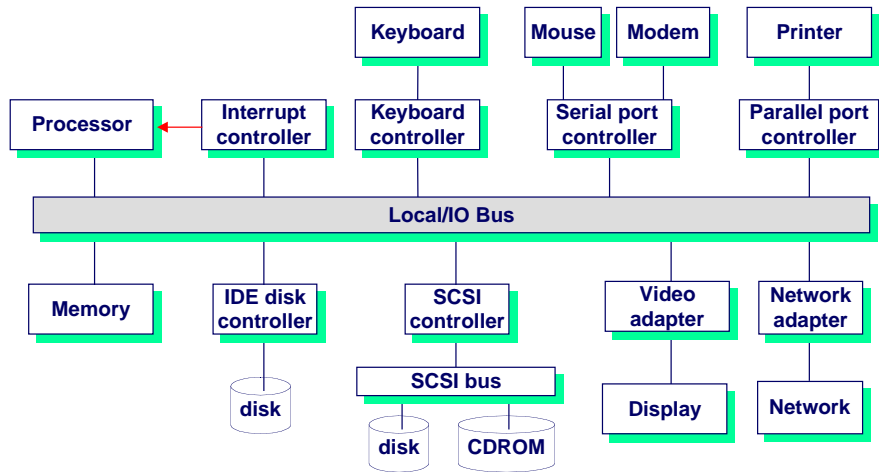 Keyboard
Mouse
Modem
Printer
Processor
Interrupt
controller
Keyboard
controller
Serial port
controller
Parallel port
controller
Local/IO Bus
Memory
IDE disk
controller
SCSI
controller
Video
adapter
Network
adapter
SCSI bus
disk
Display
Network
disk
CDROM